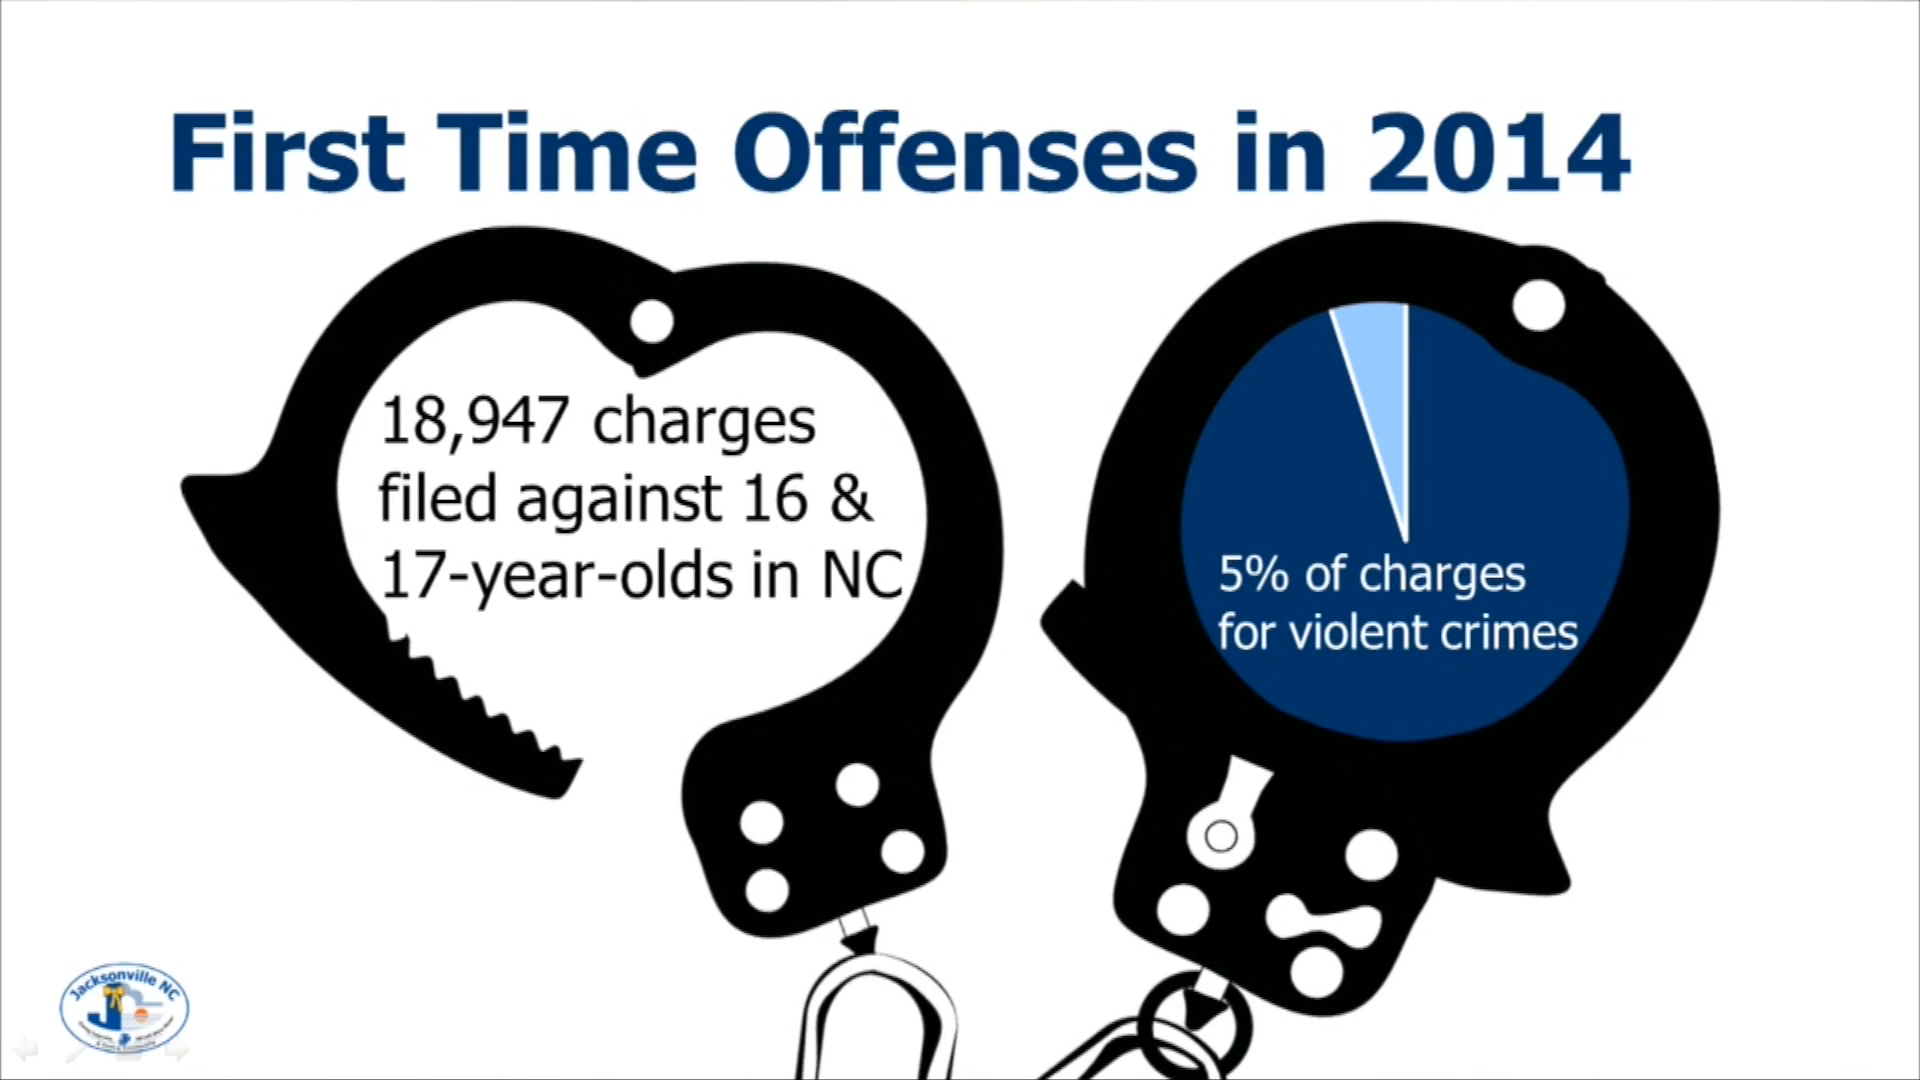 First Time Offenses in 2014
18,947 charges
filed against 16 &
17-year-olds in NC
5% of charges
for violent crimes
Jacksonville NC